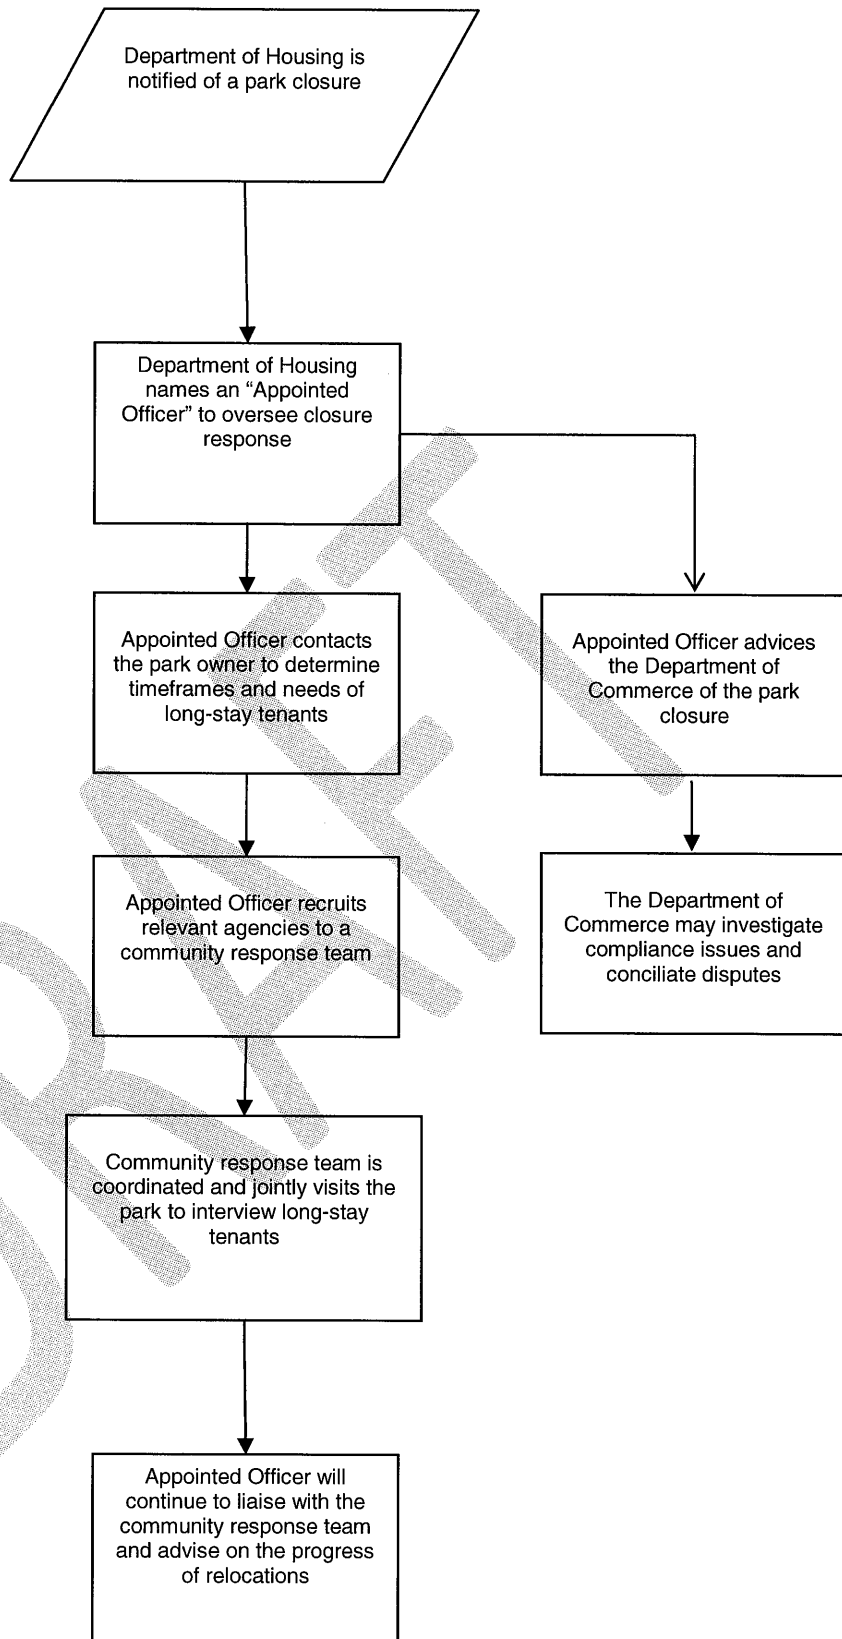 Department of Housing is
notified of a park closure
Department of Housing
names an “Appointed
Officer” to oversee closure
response
Appointed Officer contacts
the park owner to determine
timeframes and needs of
long-stay tenants
Appointed Officer advices
the Department of
Commerce of the park
closure
Appointed Officer recruits
relevant agencies to a
community response team
The Department of
Commerce may investigate
compliance issues and
conciliate disputes
Community response team is
coordinated and jointly visits the
park to interview long-stay
tenants
Appointed Officer will
continue to liaise with the
community response team
and advise on the progress
of relocations
DRAFT